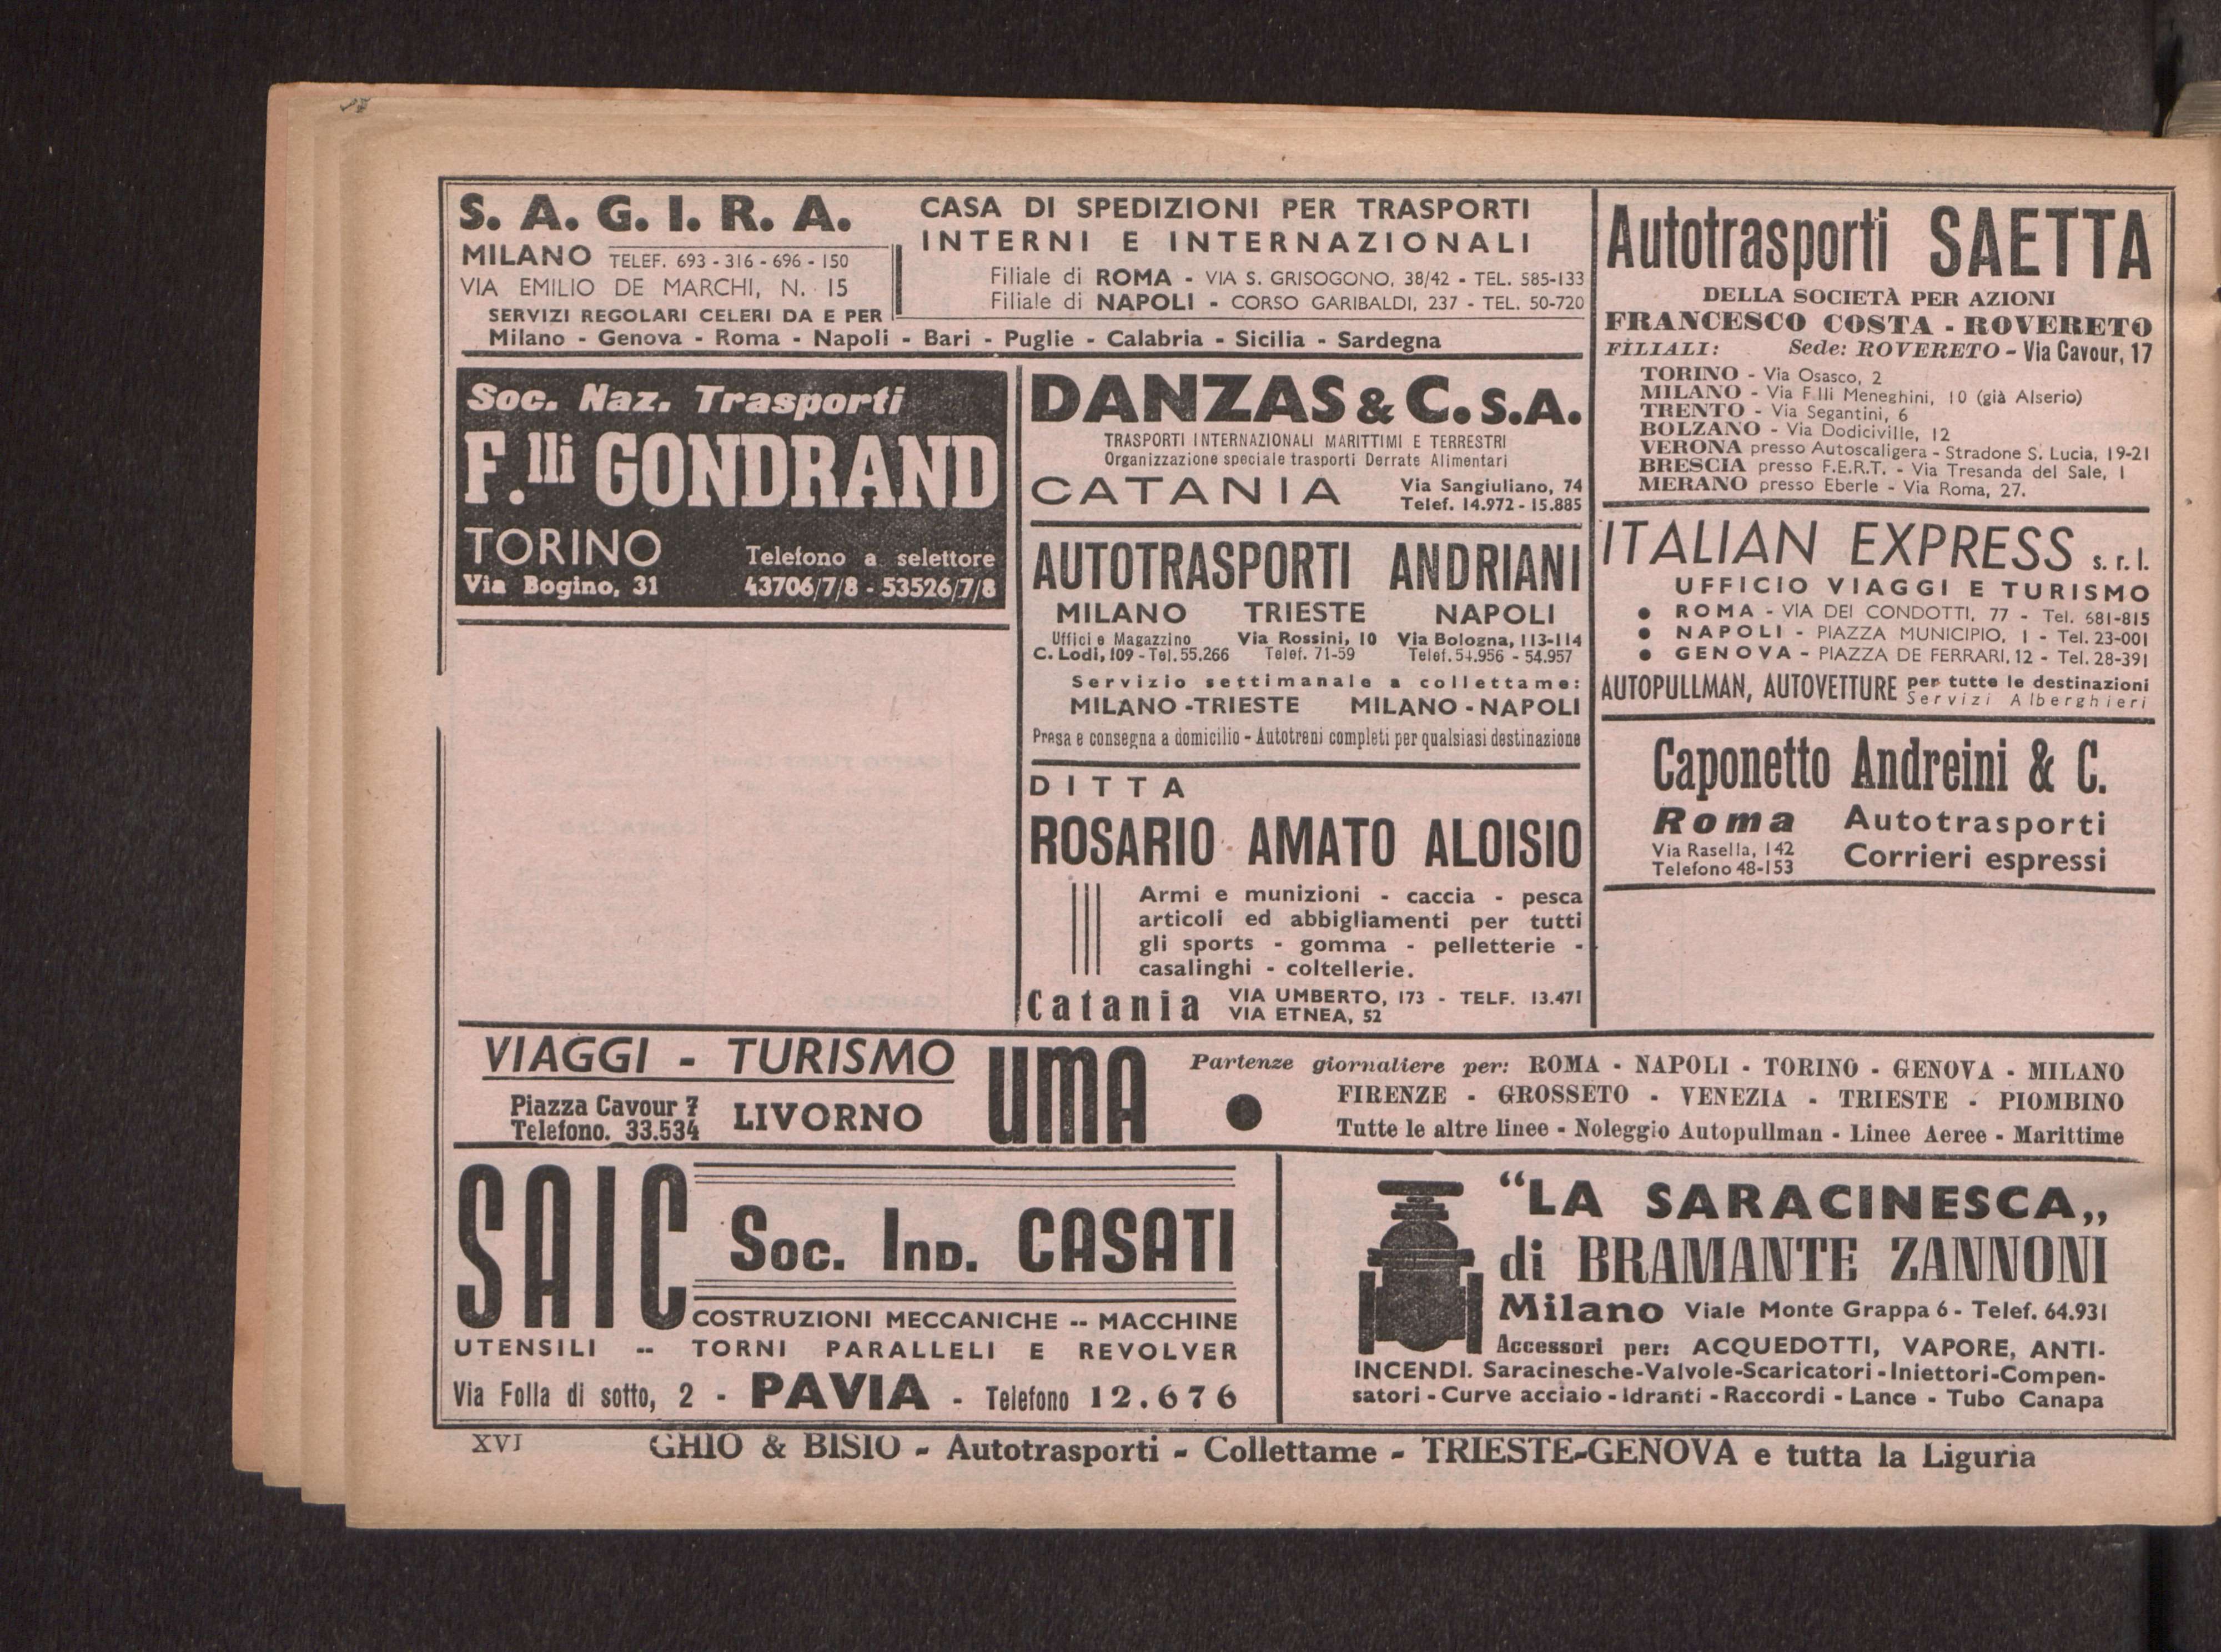 S. A. G. I. R. A.
MILANO TELEF. 693 - 316 - 696 - 150
VIA EMILIO DE MARCHI, N. 15
SERVIZI REGOLARI CELERI DA E PER
CASA DI SPEDIZIONI PER TRASPORTI
INTERNI E INTERNAZIONALI
Filiale di ROMA - VIA S. GRISOGONO, 38/42 - TEL. 585-133
Filiale di NAPOLI - CORSO GARIBALDI, 237 - TEL. 50-720
Milano - Genova - Roma - Napoli - Bari - Puglie - Calabria - Sicilia - Sardegna
Soc. Naz. Trasporti
F.lli GONDRAND
TORINO
Via Bogino, 31
Telefono a selettore
43706/7/8 - 53526/7/8
DANZAS & C. S.A.
TRASPORTI INTERNAZIONALI MARITTIMI E TERRESTRI
Organizzazione speciale trasporti Derrate Alimentari
CATANIA
Via Sangiuliano, 74
Telef. 14.972 - 15.885
AUTOTRASPORTI ANDRIANI
MILANO TRIESTE NAPOLI
Uffici e Magazzino Via Rossini, 10 Via Bologna, 113-114
C. Lodi, 109 - Tel. 55.266 Telef. 71-59 Telef. 54.956 - 54.957
Servizio settimanale a collettame:
MILANO -TRIESTE MILANO - NAPOLI
Presa e consegna a domicilio - Autotreni completi per qualsiasi destinazione
DITTA
ROSARIO AMATO ALOISIO
Armi e munizioni - caccia - pesca
articoli ed abbigliamenti per tutti
gli sports - gomma - pelletterie -
casalinghi - coltellerie.
Catania
VIA UMBERTO, 173 - TELF. 13.471
VIA ETNEA, 52
Autotrasporti SAETTA
DELLA SOCIETÀ PER AZIONI
FRANCESCO COSTA - ROVERETO
FILIALI: Sede: ROVERETO - Via Cavour, 17
TORINO - Via Osasco, 2
MILANO - Via F.lli Meneghini, 10 (già Alserio)
TRENTO - Via Segantini, 6
BOLZANO - Via Dodiciville, 12
VERONA presso Autoscaligera - Stradone S. Lucia, 19-21
BRESCIA presso F.E.R.T. - Via Tresanda del Sale, 1
MERANO presso Eberle - Via Roma, 27.
ITALIAN EXPRESS s. r. l.
UFFICIO VIAGGI E TURISMO
● ROMA - VIA DEI CONDOTTI, 77 - Tel. 681-815
● NAPOLI - PIAZZA MUNICIPIO, 1 - Tel. 23-001
● GENOVA - PIAZZA DE FERRARI, 12 - Tel. 28-391
AUTOPULLMAN, AUTOVETTURE per tutte le destinazioni
Servizi Alberghieri
Caponetto Andreini & C.
Roma
Via Rasella, 142
Telefono 48-153
Autotrasporti
Corrieri espressi
VIAGGI - TURISMO
Piazza Cavour 7
Telefono. 33.534
LIVORNO
UMA
Partenze giornaliere per: ROMA - NAPOLI - TORINO - GENOVA - MILANO
FIRENZE - GROSSETO - VENEZIA - TRIESTE - PIOMBINO
Tutte le altre linee - Noleggio Autopullman - Linee Aeree - Marittime
SAIC
Soc. IND. CASATI
COSTRUZIONI MECCANICHE -- MACCHINE
UTENSILI -- TORNI PARALLELI E REVOLVER
Via Folla di sotto, 2 - PAVIA - Telefono 12.676
“LA SARACINESCA„
di BRAMANTE ZANNONI
Milano Viale Monte Grappa 6 - Telef. 64.931
Accessori per: ACQUEDOTTI, VAPORE, ANTI-
INCENDI. Saracinesche-Valvole-Scaricatori-Iniettori-Compen-
satori - Curve acciaio - Idranti - Raccordi - Lance - Tubo Canapa
XVI
GHIO & BISIO - Autotrasporti - Collettame - TRIESTE-GENOVA e tutta la Liguria